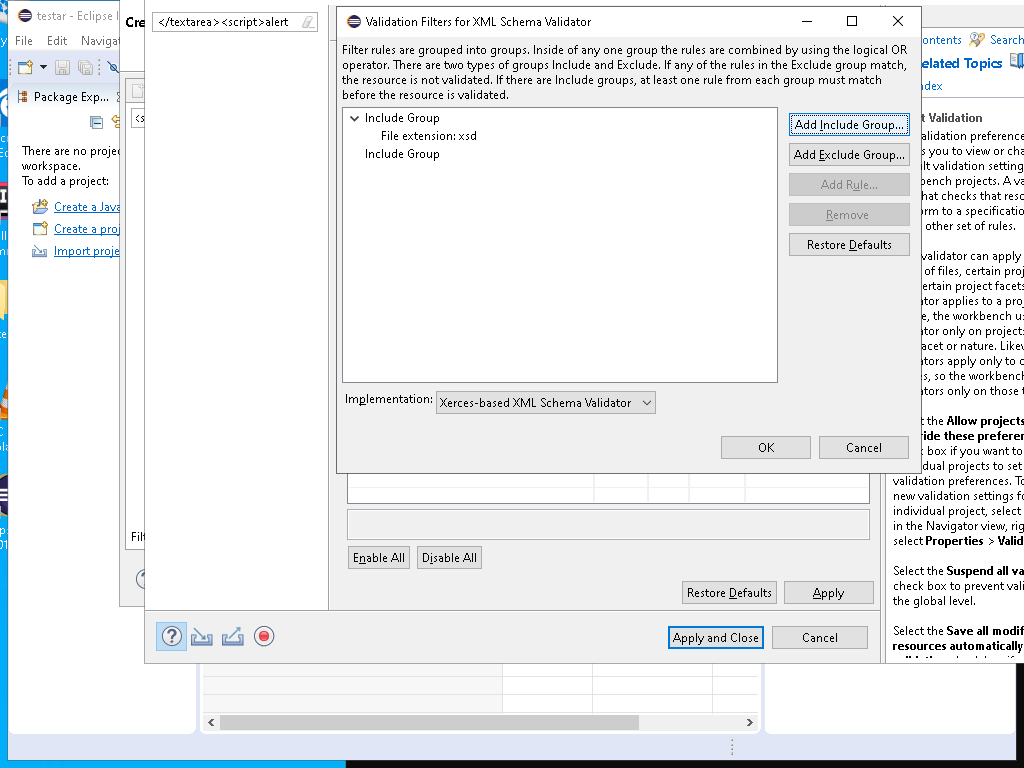 testar - Eclipse I
File Edit Navigat
Package Exp...
There are no projec
workspace.
To add a project:
Create a Java
Create a proj
Import proje
Cre
<s
Filt
</textarea><script>alert
Validation Filters for XML Schema Validator
Filter rules are grouped into groups. Inside of any one group the rules are combined by using the logical OR
operator. There are two types of groups Include and Exclude. If any of the rules in the Exclude group match,
the resource is not validated. If there are Include groups, at least one rule from each group must match
before the resource is validated.
Include Group
File extension: xsd
Include Group
Add Include Group...
Add Exclude Group...
Add Rule...
Remove
Restore Defaults
Implementation: Xerces-based XML Schema Validator
OK Cancel
Enable All Disable All
Restore Defaults Apply
Apply and Close Cancel
ontents Search
elated Topics
dex
t Validation
alidation preference
s you to view or cha
ult validation setting
bench projects. A va
hat checks that reso
orm to a specification
other set of rules.
validator can apply
of files, certain proj
ertain project facets
ator applies to a proj
e, the workbench us
ator only on projects
acet or nature. Likew
ators apply only to c
es, so the workbench
ators only on those t
t the Allow projects
ride these preferen
k box if you want to
idual projects to set
validation preferences. To
new validation settings fo
individual project, select
in the Navigator view, rig
select Properties > Valid
Select the Suspend all va
check box to prevent vali
the global level.
Select the Save all modifi
resources automatically